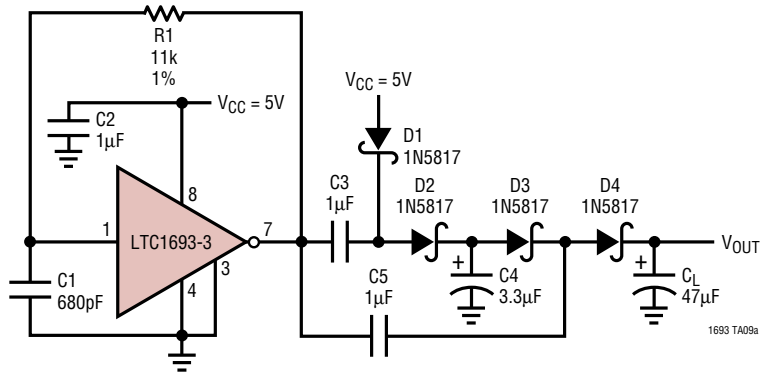 R1
11k
1%
VCC = 5V
C2
1μF
VCC = 5V
D1
1N5817
8
1
LTC1693-3
7
3
4
C1
680pF
C3
1μF
D2
1N5817
D3
1N5817
D4
1N5817
VOUT
+
C4
3.3μF
+
CL
47μF
C5
1μF
1693 TA09a